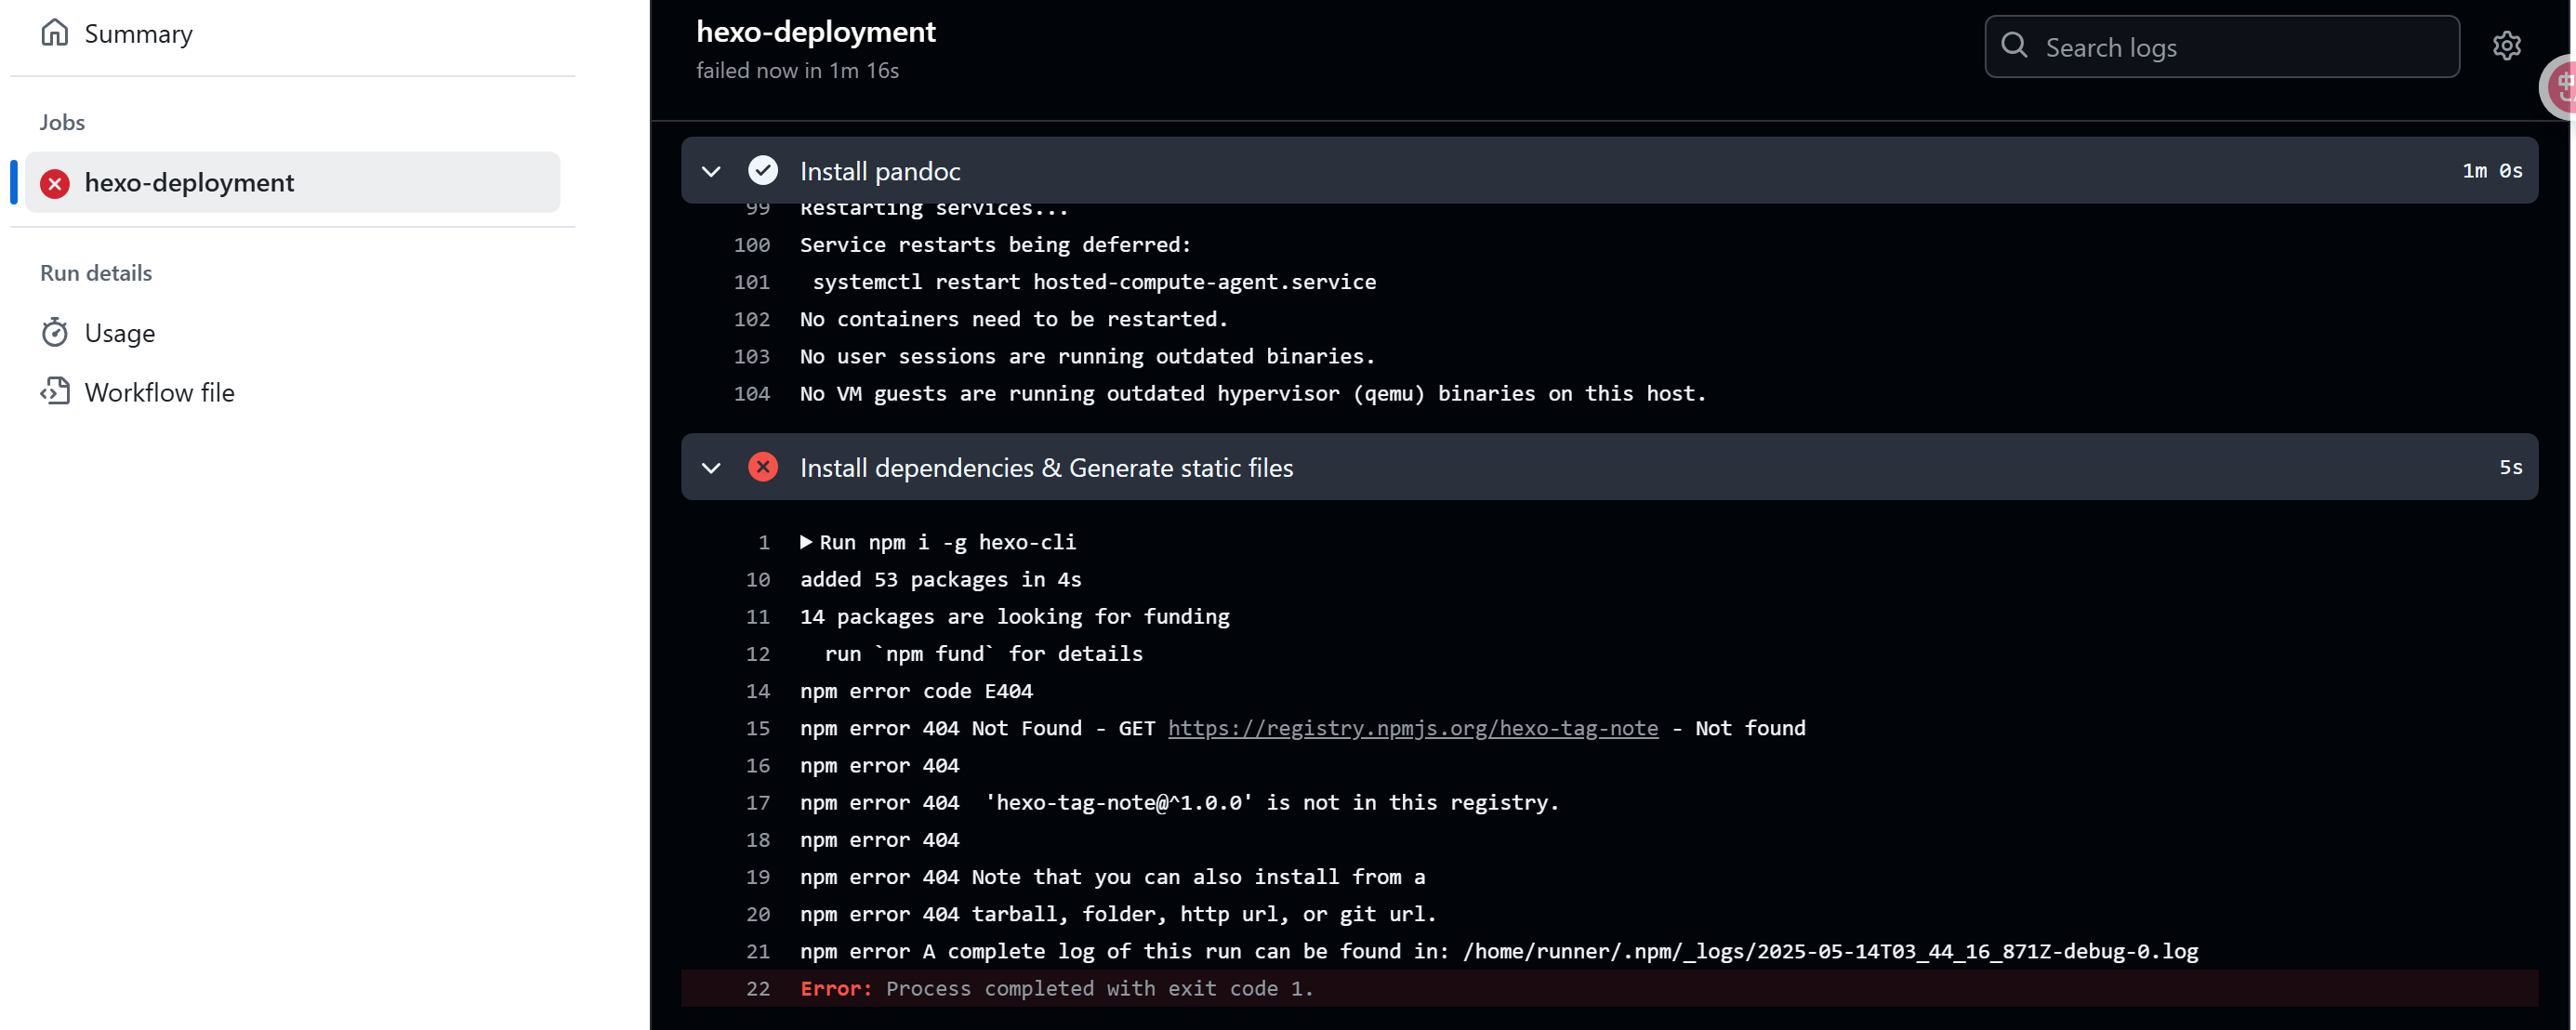 Summary
Jobs
hexo-deployment
Run details
Usage
Workflow file
hexo-deployment
failed now in 1m 16s
Search logs
Install pandoc 1m 0s
99 Restarting services...
100 Service restarts being deferred:
101 systemctl restart hosted-compute-agent.service
102 No containers need to be restarted.
103 No user sessions are running outdated binaries.
104 No VM guests are running outdated hypervisor (qemu) binaries on this host.
Install dependencies & Generate static files 5s
1 Run npm i -g hexo-cli
10 added 53 packages in 4s
11 14 packages are looking for funding
12 run `npm fund` for details
14 npm error code E404
15 npm error 404 Not Found - GET https://registry.npmjs.org/hexo-tag-note - Not found
16 npm error 404
17 npm error 404  'hexo-tag-note@^1.0.0' is not in this registry.
18 npm error 404
19 npm error 404 Note that you can also install from a
20 npm error 404 tarball, folder, http url, or git url.
21 npm error A complete log of this run can be found in: /home/runner/.npm/_logs/2025-05-14T03_44_16_871Z-debug-0.log
22 Error: Process completed with exit code 1.